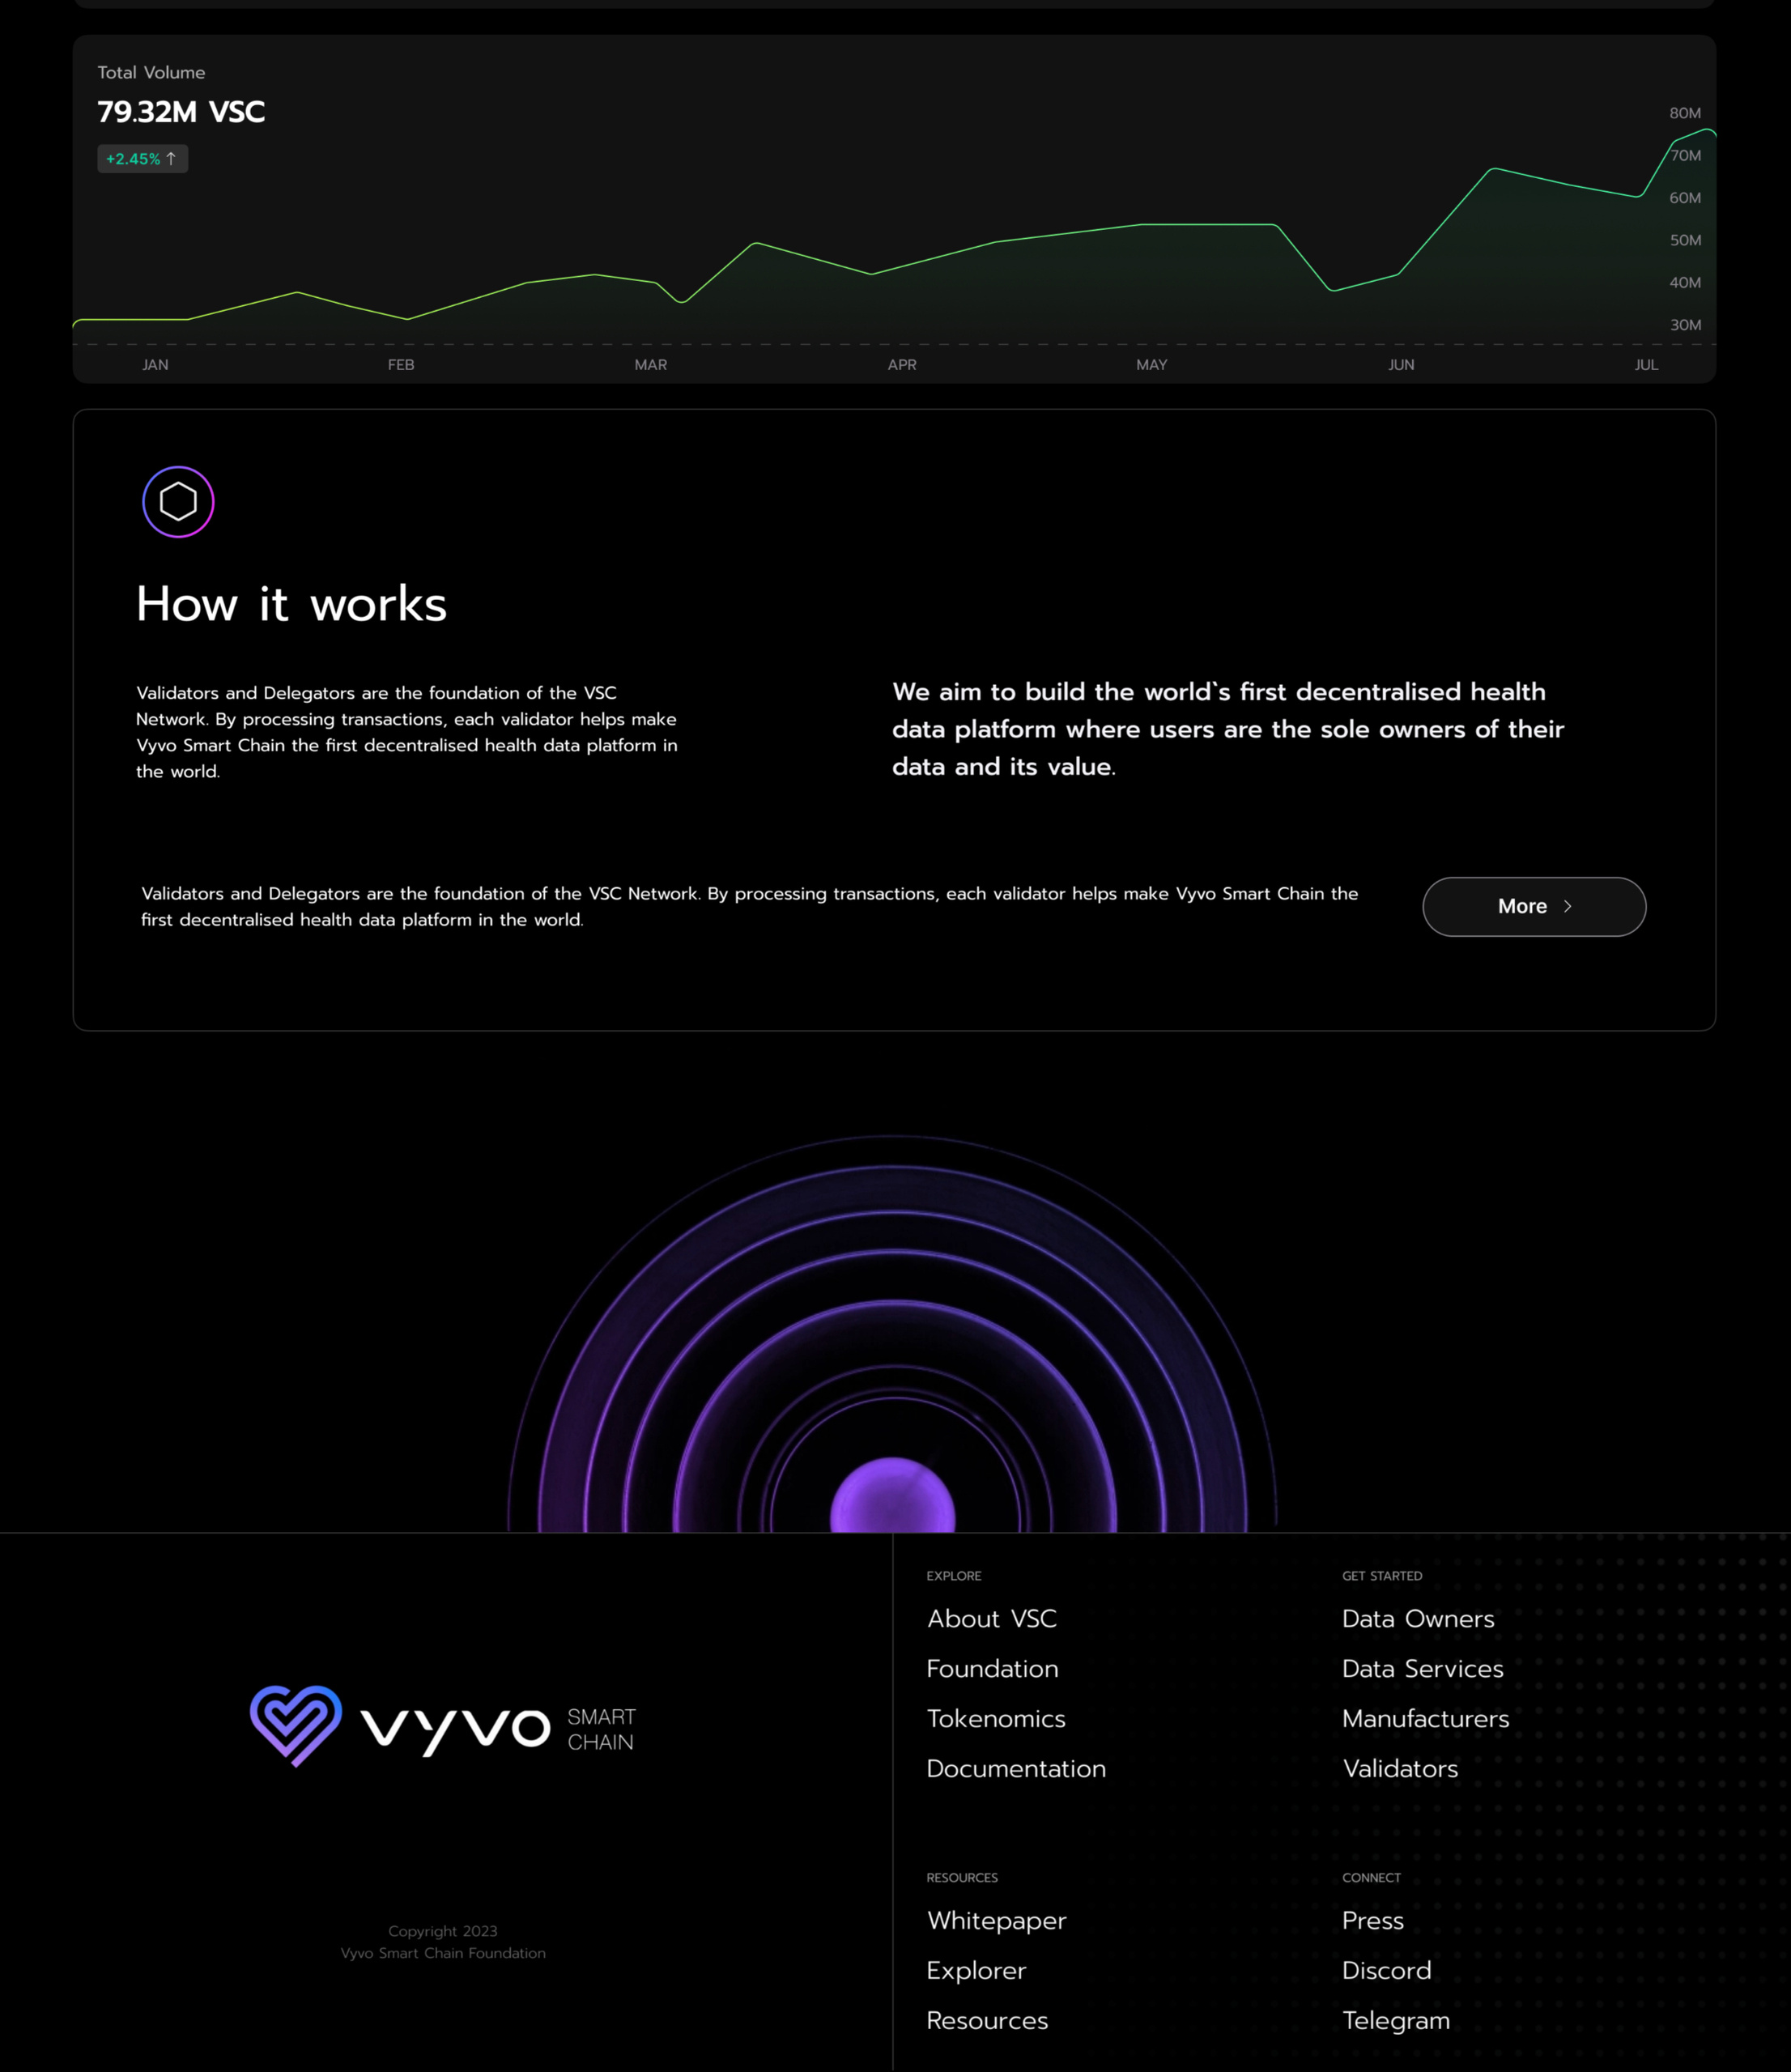 Total Volume
79.32M VSC
+2.45% ↑
80M
70M
60M
50M
40M
30M
JAN FEB MAR APR MAY JUN JUL
How it works
Validators and Delegators are the foundation of the VSC
Network. By processing transactions, each validator helps make
Vyvo Smart Chain the first decentralised health data platform in
the world.
We aim to build the world`s first decentralised health
data platform where users are the sole owners of their
data and its value.
Validators and Delegators are the foundation of the VSC Network. By processing transactions, each validator helps make Vyvo Smart Chain the
first decentralised health data platform in the world.
More
vyvo
SMART
CHAIN
Copyright 2023
Vyvo Smart Chain Foundation
EXPLORE
About VSC
Foundation
Tokenomics
Documentation
GET STARTED
Data Owners
Data Services
Manufacturers
Validators
RESOURCES
Whitepaper
Explorer
Resources
CONNECT
Press
Discord
Telegram